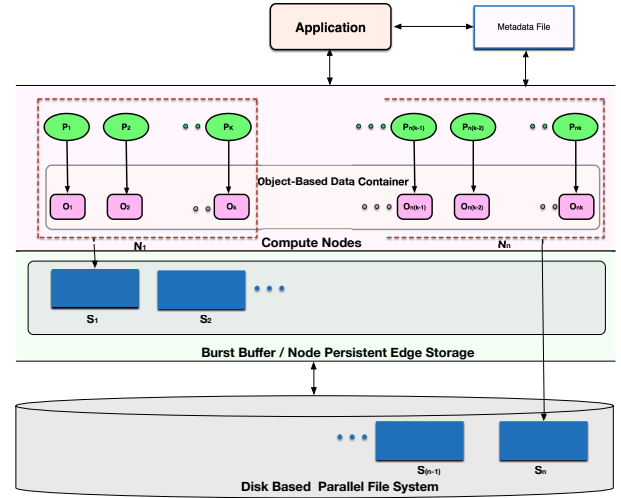 Application
Metadata File
P1 P2 PK Pn(k-1) Pn(k-2) Pnk
Object-Based Data Container
O1 O2 Ok On(k-1) On(k-2) Onk
N1 Compute Nodes Nn
S1 S2
Burst Buffer / Node Persistent Edge Storage
S(n-1) Sn
Disk Based Parallel File System